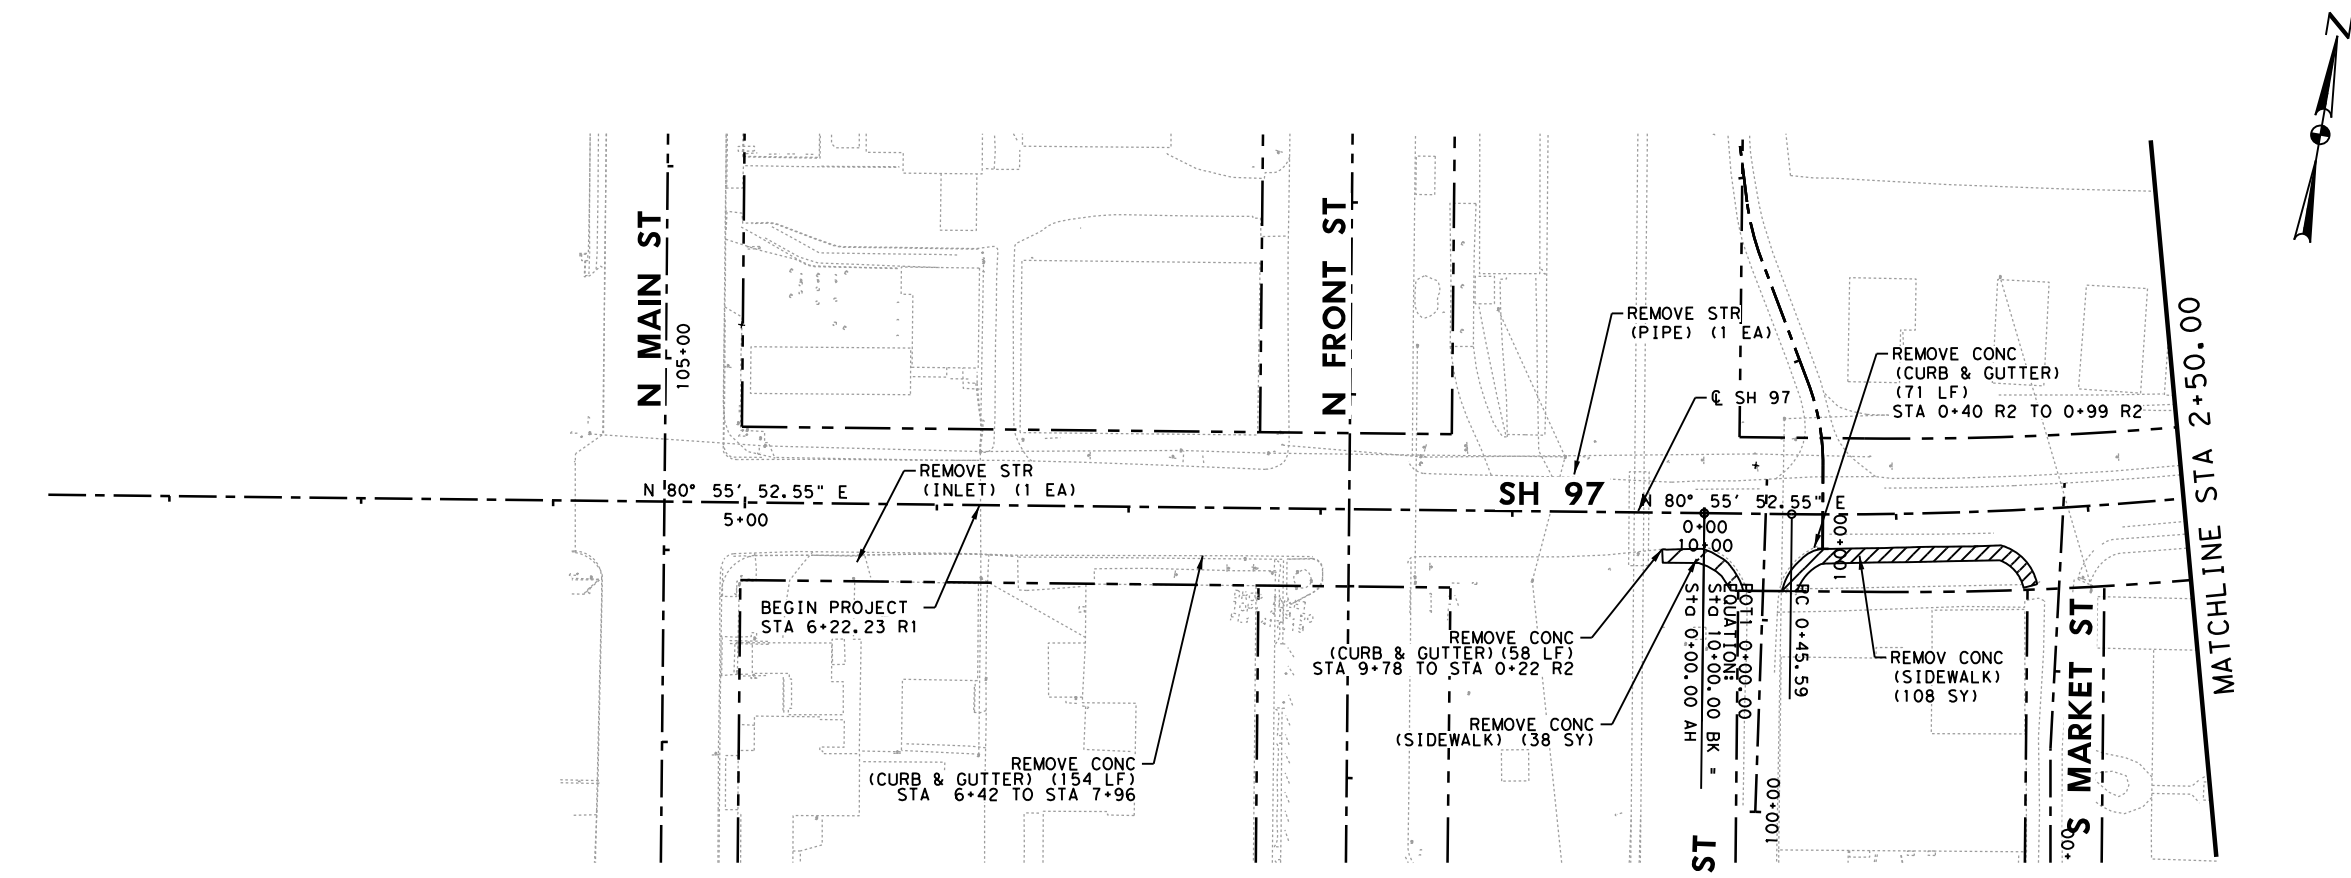 N
N MAIN ST
105+00
N FRONT ST
REMOVE STR
(PIPE) (1 EA)
REMOVE CONC
(CURB & GUTTER)
(71 LF)
STA 0+40 R2 TO 0+99 R2
℄ SH 97
MATCHLINE STA 2+50.00
REMOVE STR
(INLET) (1 EA)
N 80° 55' 52.55" E
5+00
SH 97
N 80° 55' 52.55" E
0+00
10+00
100+00
BEGIN PROJECT
STA 6+22.23 R1
REMOVE CONC
(CURB & GUTTER) (58 LF)
STA 9+78 TO STA 0+22 R2
REMOVE CONC
(SIDEWALK) (38 SY)
REMOVE CONC
(CURB & GUTTER) (154 LF)
STA 6+42 TO STA 7+96
EQUATION:
Sta 10+00.00 BK "
Sta 0+00.00 AH
0+00.00
0+45.59
REMOV CONC
(SIDEWALK)
(108 SY)
S MARKET ST
100+00
+00
ST